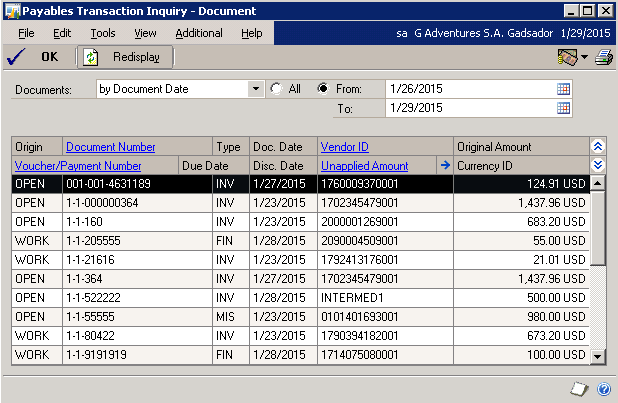 Payables Transaction Inquiry - Document
File Edit Tools View Additional Help sa G Adventures S.A. Gadsador 1/29/2015
OK Redisplay
Documents: by Document Date All From: 1/26/2015
To: 1/29/2015
Origin Document Number Type Doc. Date Vendor ID Original Amount
Voucher/Payment Number Due Date Disc. Date Unapplied Amount Currency ID
OPEN 001-001-4631189 INV 1/27/2015 1760009370001 124.91 USD
OPEN 1-1-000000364 INV 1/23/2015 1702345479001 1,437.96 USD
OPEN 1-1-160 INV 1/23/2015 2000001269001 683.20 USD
WORK 1-1-205555 FIN 1/28/2015 2090004509001 55.00 USD
WORK 1-1-21616 INV 1/23/2015 1792413176001 21.01 USD
OPEN 1-1-364 INV 1/27/2015 1702345479001 1,437.96 USD
OPEN 1-1-522222 INV 1/28/2015 INTERMED1 500.00 USD
OPEN 1-1-55555 MIS 1/23/2015 0101401693001 980.00 USD
WORK 1-1-80422 INV 1/23/2015 1790394182001 673.20 USD
WORK 1-1-9191919 FIN 1/28/2015 1714075080001 100.00 USD